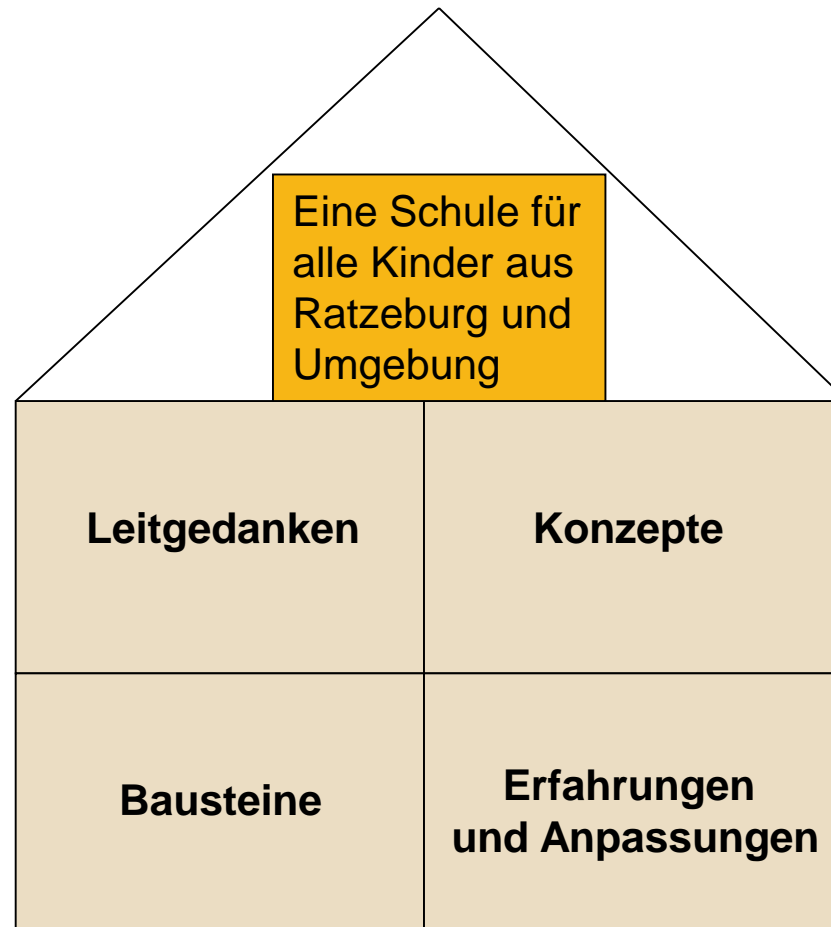 Eine Schule für
alle Kinder aus
Ratzeburg und
Umgebung
Leitgedanken
Konzepte
Bausteine
Erfahrungen
und Anpassungen